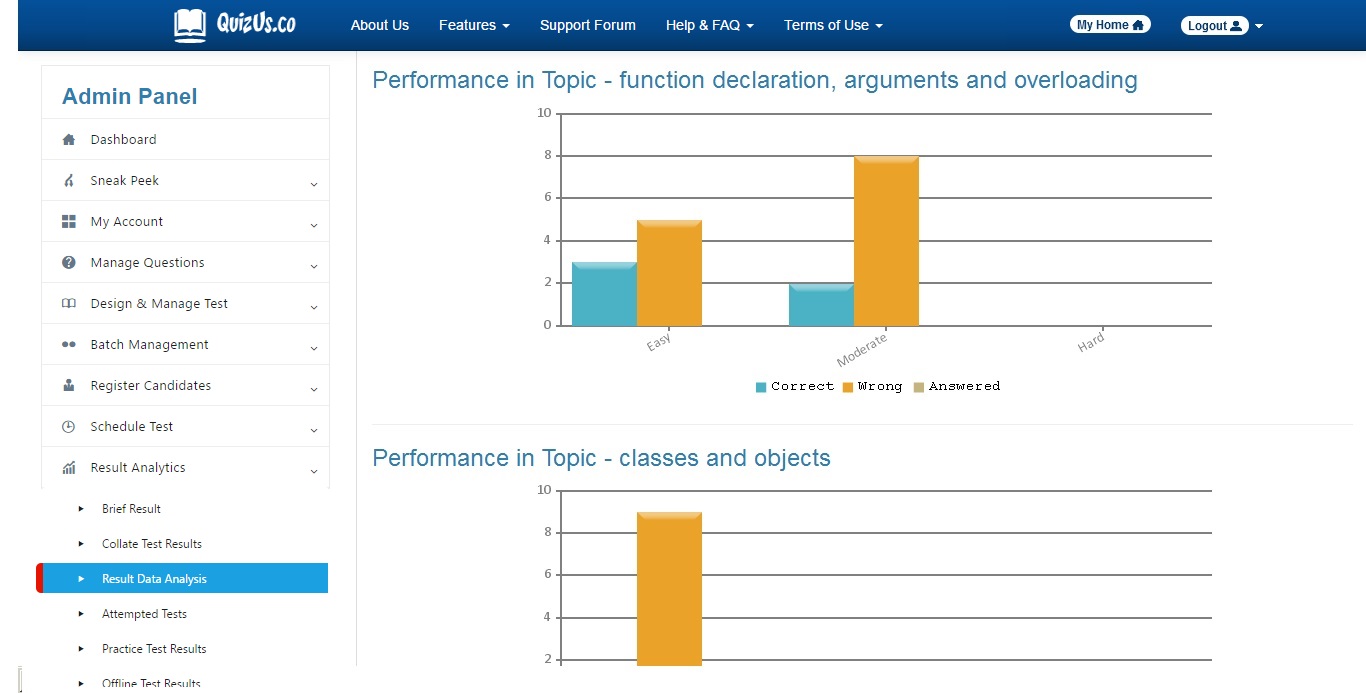 QuizUs.co
About Us Features Support Forum Help & FAQ Terms of Use My Home Logout
Admin Panel
Dashboard
Sneak Peek
My Account
Manage Questions
Design & Manage Test
Batch Management
Register Candidates
Schedule Test
Result Analytics
Brief Result
Collate Test Results
Result Data Analysis
Attempted Tests
Practice Test Results
Offline Test Results
Performance in Topic - function declaration, arguments and overloading
10
8
6
4
2
0
Easy Moderate Hard
Correct Wrong Answered
Performance in Topic - classes and objects
10
8
6
4
2